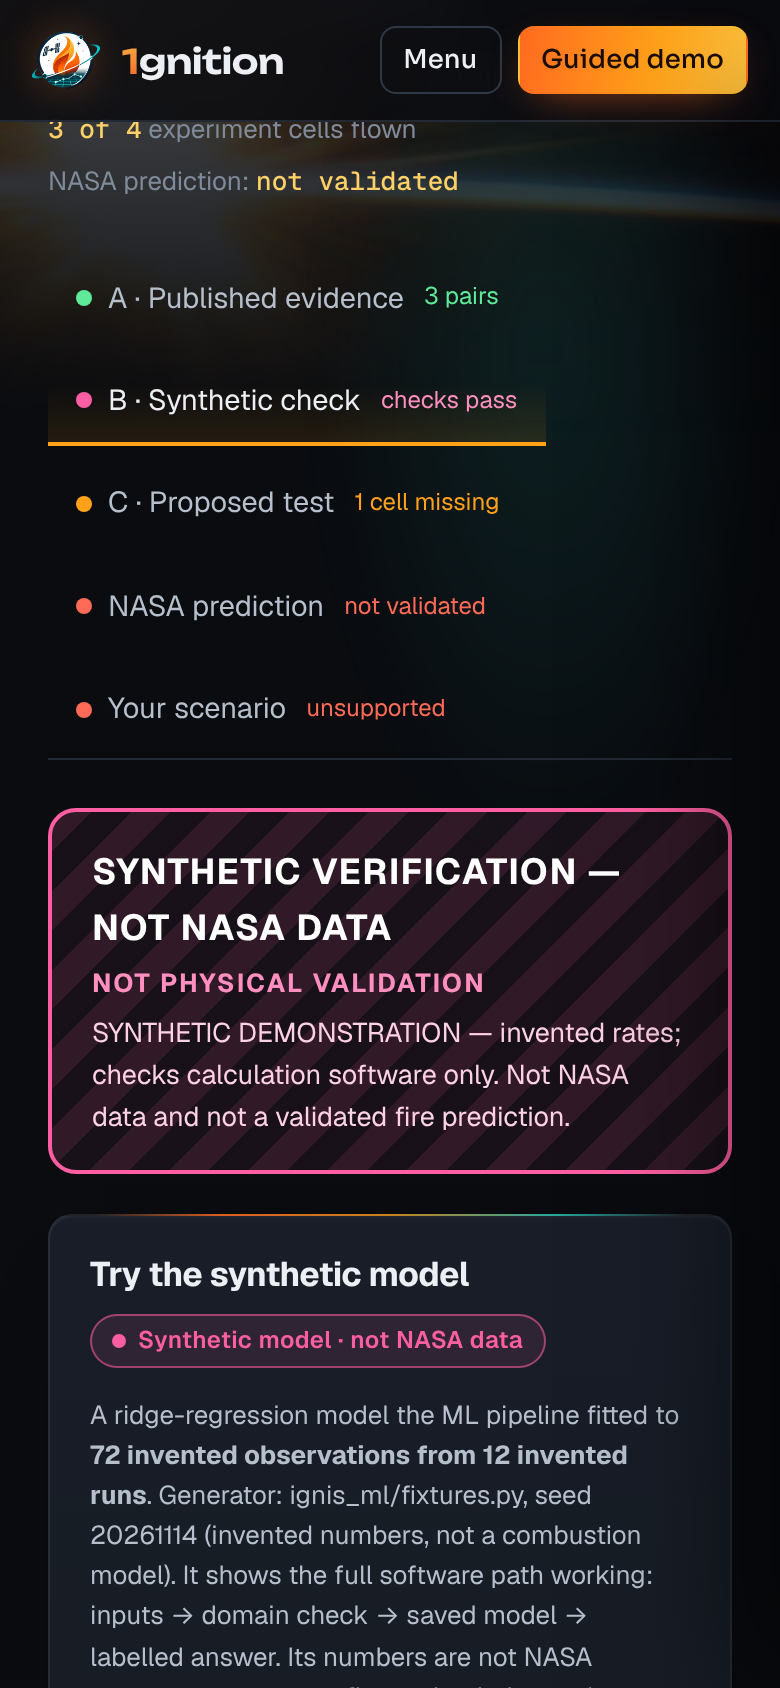 1gnition
Menu
Guided demo
3 of 4 experiment cells flown
NASA prediction: not validated
A · Published evidence 3 pairs
B · Synthetic check checks pass
C · Proposed test 1 cell missing
NASA prediction not validated
Your scenario unsupported
SYNTHETIC VERIFICATION —
NOT NASA DATA
NOT PHYSICAL VALIDATION
SYNTHETIC DEMONSTRATION — invented rates;
checks calculation software only. Not NASA
data and not a validated fire prediction.
Try the synthetic model
Synthetic model · not NASA data
A ridge-regression model the ML pipeline fitted to
72 invented observations from 12 invented
runs. Generator: ignis_ml/fixtures.py, seed
20261114 (invented numbers, not a combustion
model). It shows the full software path working:
inputs → domain check → saved model →
labelled answer. Its numbers are not NASA